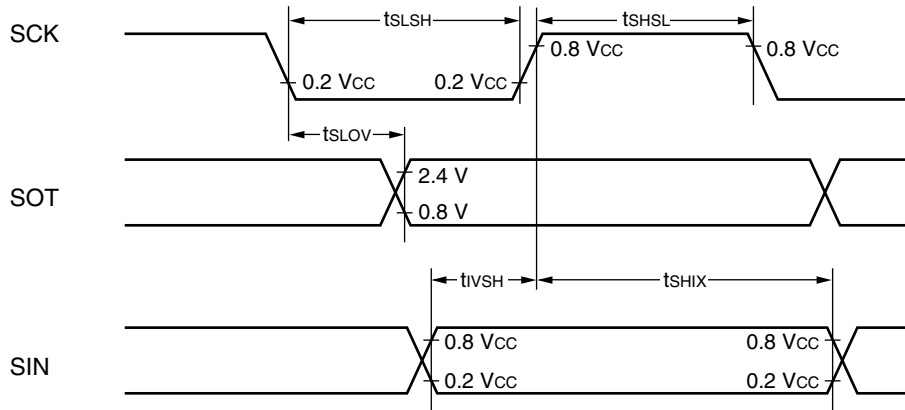 tSLSH tSHSL
SCK
0.8 VCC 0.8 VCC
0.2 VCC 0.2 VCC
tSLOV
2.4 V
SOT
0.8 V
tIVSH tSHIX
0.8 VCC 0.8 VCC
SIN
0.2 VCC 0.2 VCC